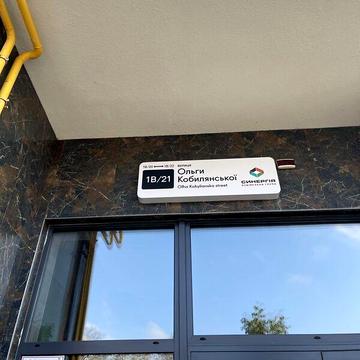 вулиця
Ольги
Кобилянської
Olha Kobylianska street
1В/21
СИНЕРГІЯ